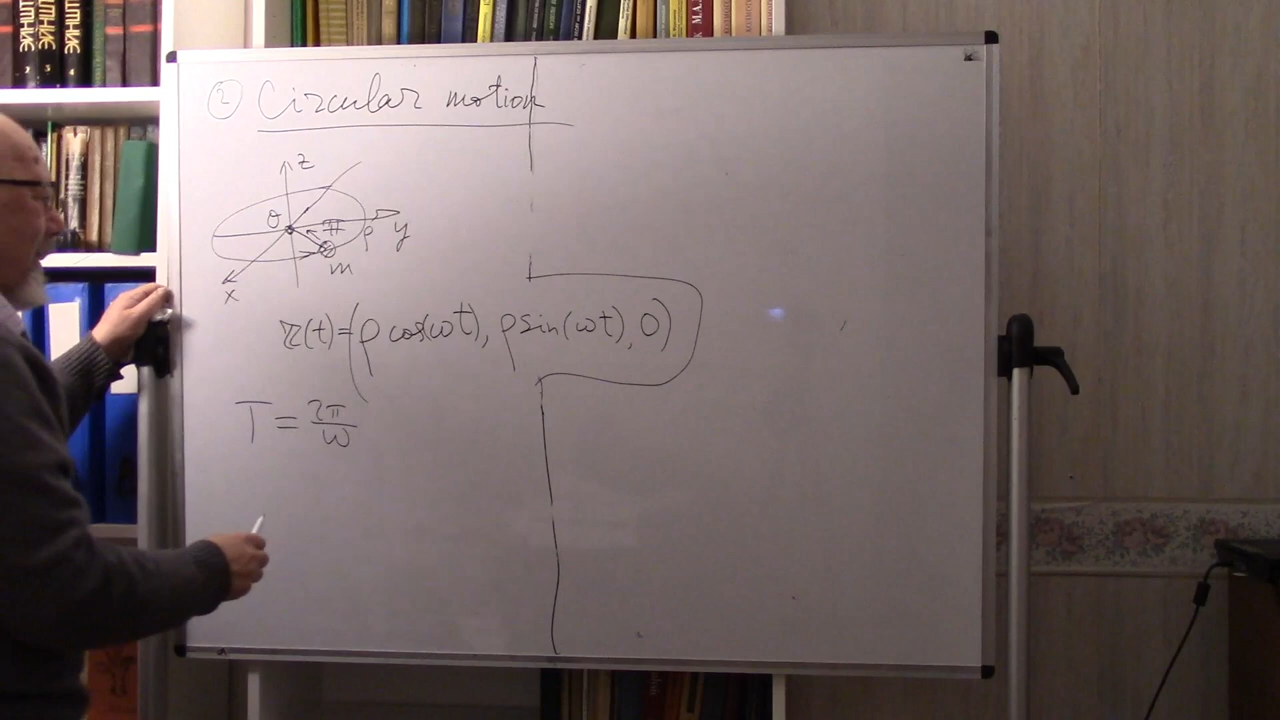 ② Circular motion
z
O
π
ρ
y
m
x
r(t)=(ρ cos(ωt), ρ sin(ωt), 0)
T = 2π/ω